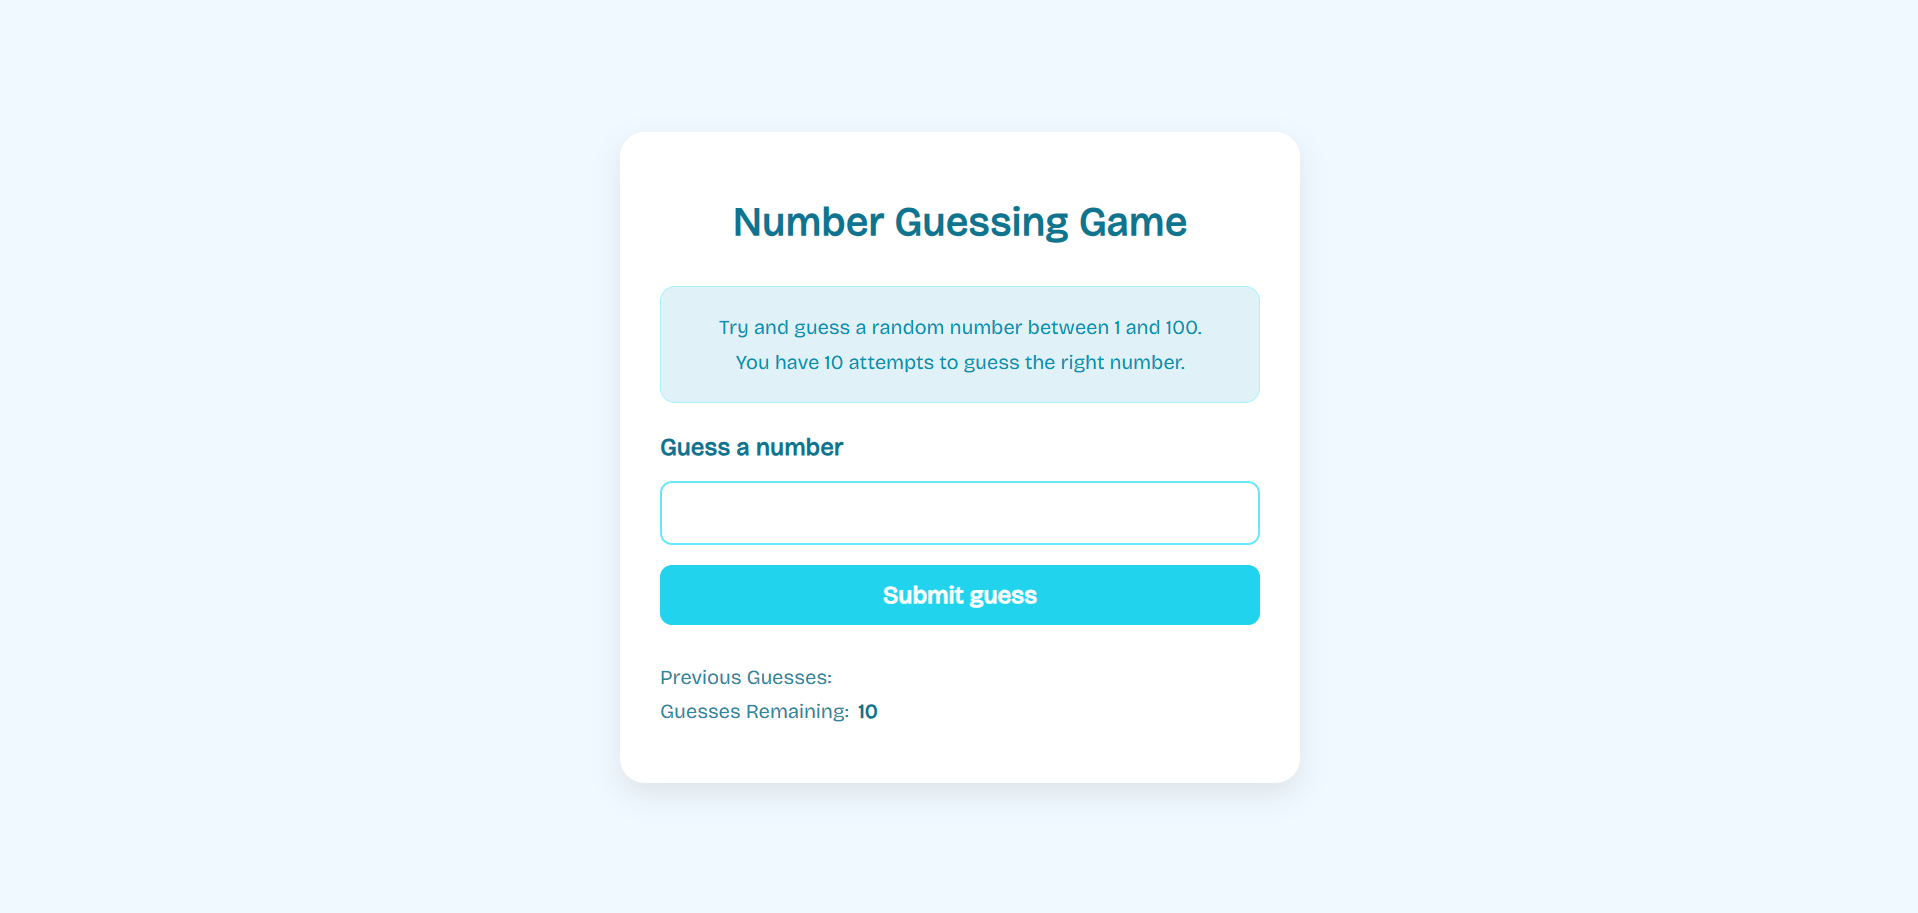 Number Guessing Game
Try and guess a random number between 1 and 100.
You have 10 attempts to guess the right number.
Guess a number
Submit guess
Previous Guesses:
Guesses Remaining: 10